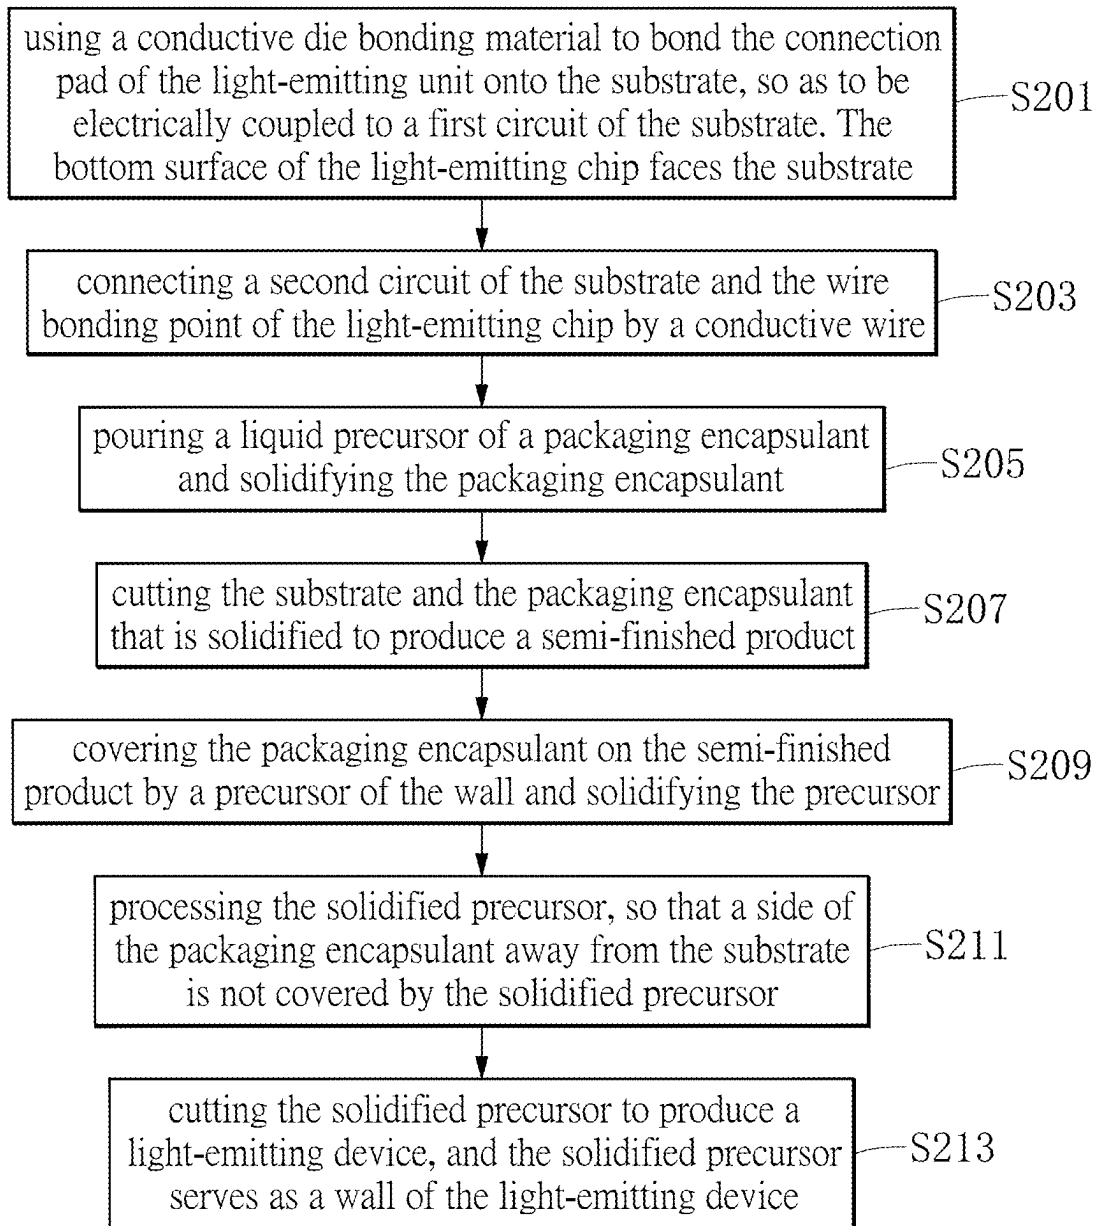 using a conductive die bonding material to bond the connection
pad of the light-emitting unit onto the substrate, so as to be
electrically coupled to a first circuit of the substrate. The
bottom surface of the light-emitting chip faces the substrate
S201
connecting a second circuit of the substrate and the wire
bonding point of the light-emitting chip by a conductive wire
S203
pouring a liquid precursor of a packaging encapsulant
and solidifying the packaging encapsulant
S205
cutting the substrate and the packaging encapsulant
that is solidified to produce a semi-finished product
S207
covering the packaging encapsulant on the semi-finished
product by a precursor of the wall and solidifying the precursor
S209
processing the solidified precursor, so that a side of
the packaging encapsulant away from the substrate
is not covered by the solidified precursor
S211
cutting the solidified precursor to produce a
light-emitting device, and the solidified precursor
serves as a wall of the light-emitting device
S213